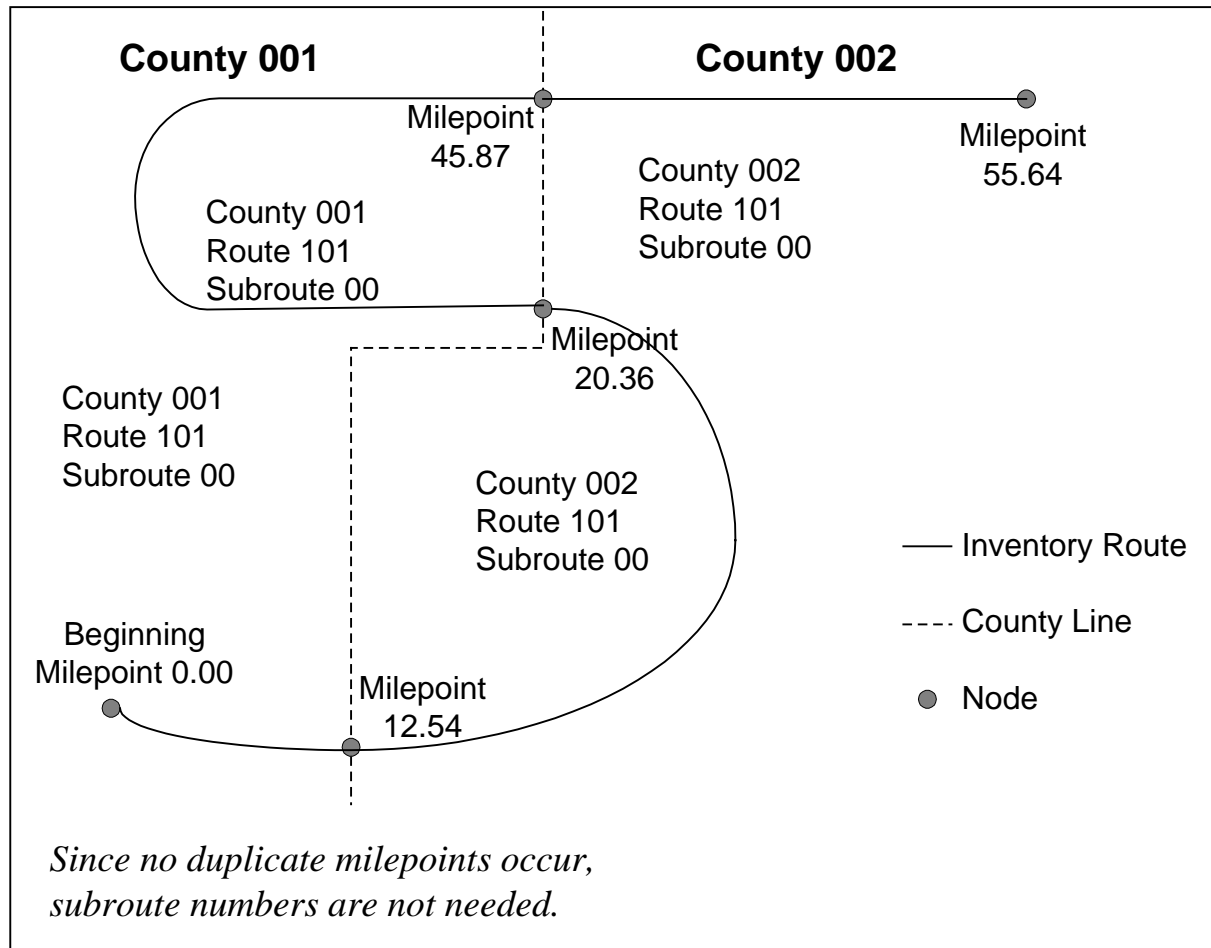 County 001
County 002
Milepoint
45.87
Milepoint
55.64
County 002
Route 101
Subroute 00
County 001
Route 101
Subroute 00
Milepoint
20.36
County 001
Route 101
Subroute 00
County 002
Route 101
Subroute 00
Inventory Route
County Line
Node
Beginning
Milepoint 0.00
Milepoint
12.54
Since no duplicate milepoints occur,
subroute numbers are not needed.